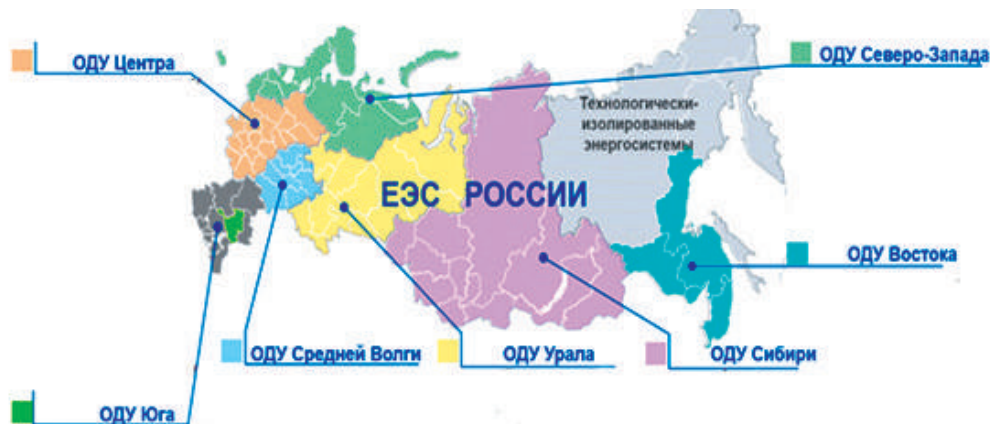 ОДУ Центра
ОДУ Северо-Запада
Технологически-
изолированные
энергосистемы
ЕЭС РОССИИ
ОДУ Востока
ОДУ Средней Волги
ОДУ Урала
ОДУ Сибири
ОДУ Юга